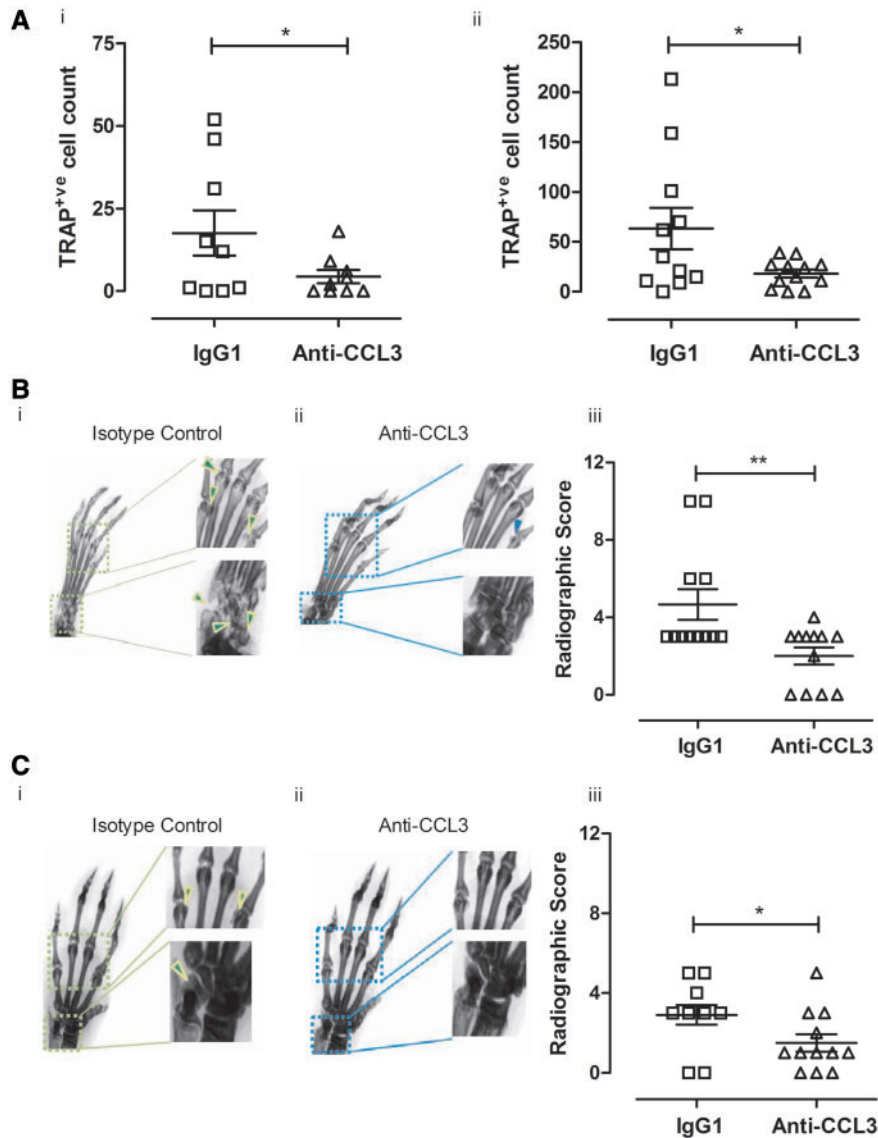 A
i
ii
75
50
25
0
TRAP+ve cell count
*
IgG1
Anti-CCL3
250
200
150
100
50
0
TRAP+ve cell count
*
IgG1
Anti-CCL3
B
i
ii
iii
Isotype Control
Anti-CCL3
12
8
4
0
Radiographic Score
**
IgG1
Anti-CCL3
C
i
ii
iii
Isotype Control
Anti-CCL3
12
8
4
0
Radiographic Score
*
IgG1
Anti-CCL3